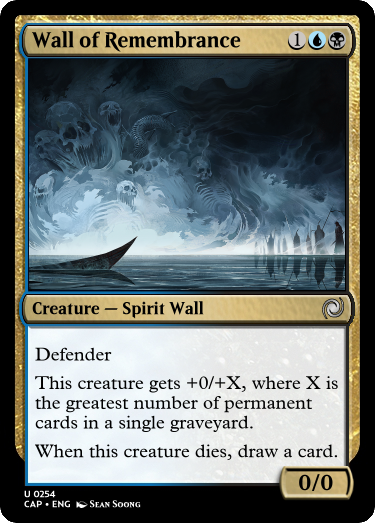 Wall of Remembrance 1
Creature — Spirit Wall
Defender
This creature gets +0/+X, where X is
the greatest number of permanent
cards in a single graveyard.
When this creature dies, draw a card.
0/0
U 0254
CAP • ENG Sean Soong